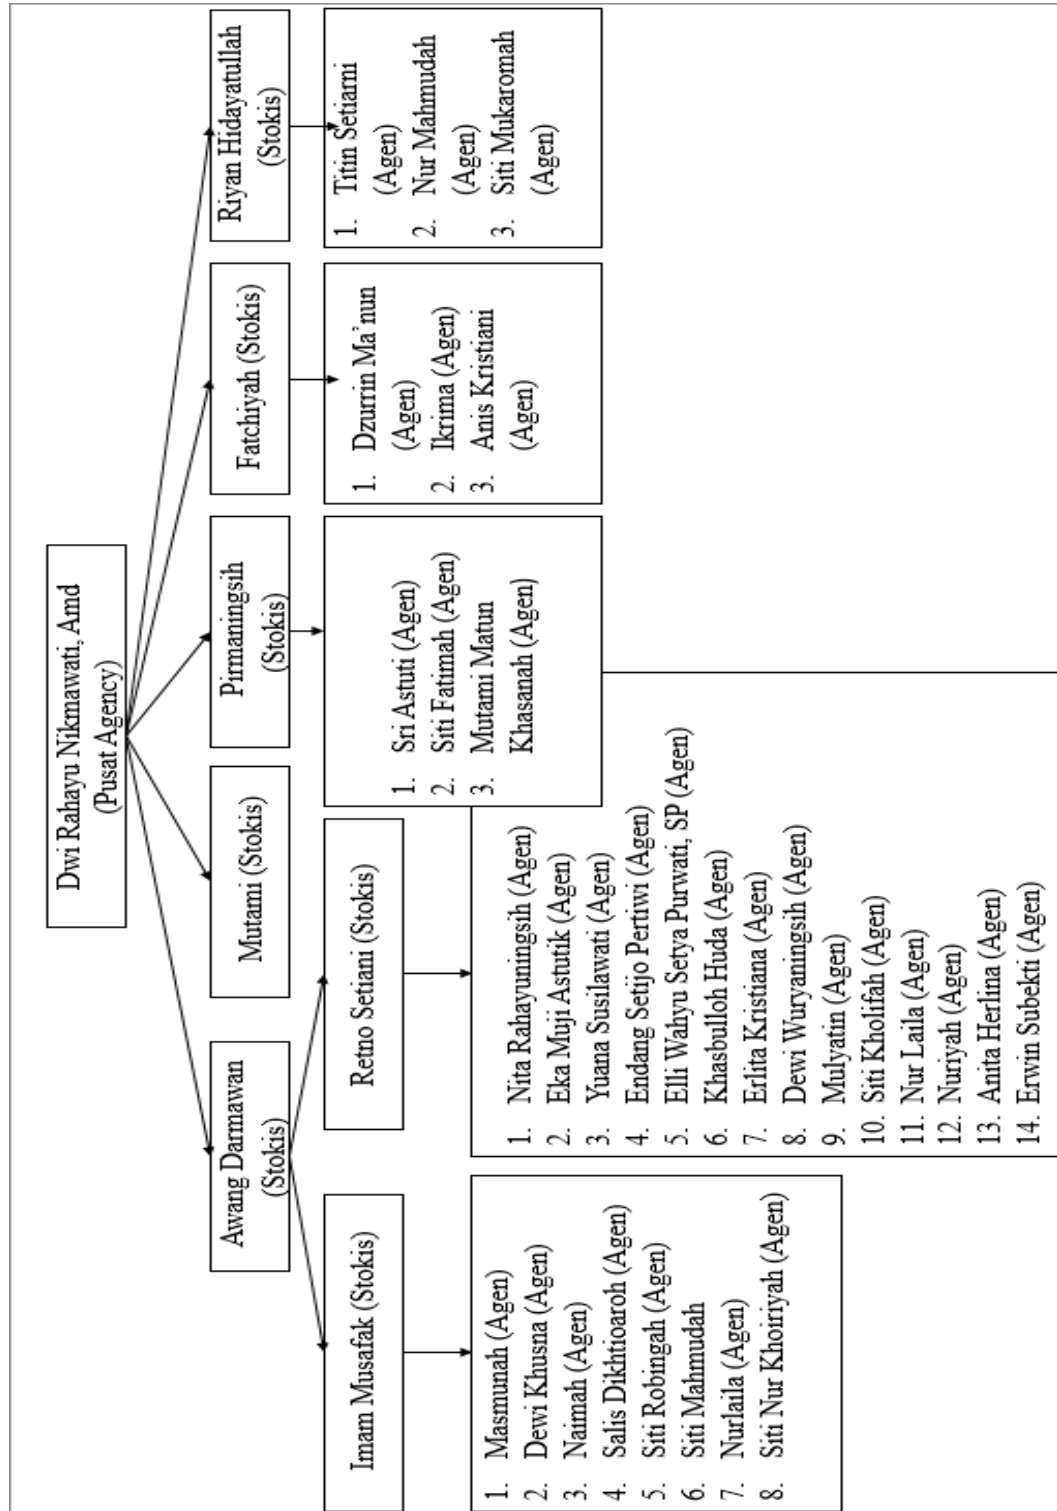 Dwi Rahayu Nikmawati, Amd
(Pusat Agency)
Awang Darmawan
(Stokis)
Mutami (Stokis)
Pirmaningsih
(Stokis)
Fatchiyah (Stokis)
Riyan Hidayatullah
(Stokis)
Imam Musafak (Stokis)
Retno Setiani (Stokis)
1. Sri Astuti (Agen)
2. Siti Fatimah (Agen)
3. Mutami Matun
Khasanah (Agen)
1. Dzurrin Ma`nun
(Agen)
2. Ikrima (Agen)
3. Anis Kristiani
(Agen)
1. Titin Setiarni
(Agen)
2. Nur Mahmudah
(Agen)
3. Siti Mukaromah
(Agen)
1. Masmunah (Agen)
2. Dewi Khusna (Agen)
3. Naimah (Agen)
4. Salis Dikhtioaroh (Agen)
5. Siti Robingah (Agen)
6. Siti Mahmudah
7. Nurlaila (Agen)
8. Siti Nur Khoiriyah (Agen)
1. Nita Rahayuningsih (Agen)
2. Eka Muji Astutik (Agen)
3. Yuana Susilawati (Agen)
4. Endang Setijo Pertiwi (Agen)
5. Elli Wahyu Setya Purwati, SP (Agen)
6. Khasbulloh Huda (Agen)
7. Erlita Kristiana (Agen)
8. Dewi Wuryaningsih (Agen)
9. Mulyatin (Agen)
10. Siti Kholifah (Agen)
11. Nur Laila (Agen)
12. Nuriyah (Agen)
13. Anita Herlina (Agen)
14. Erwin Subekti (Agen)